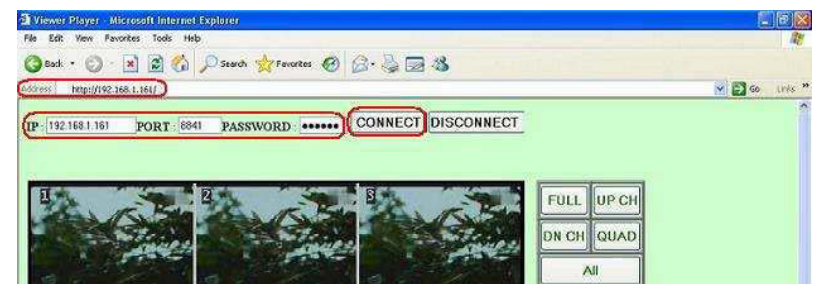 Viewer Player - Microsoft Internet Explorer
File Edit View Favorites Tools Help
Back Search Favorites
Address http://192.168.1.161/ Go Links »
IP : 192.168.1.161 PORT : 8841 PASSWORD : •••••• CONNECT DISCONNECT
1 2 3 FULL UP CH
DN CH QUAD
All